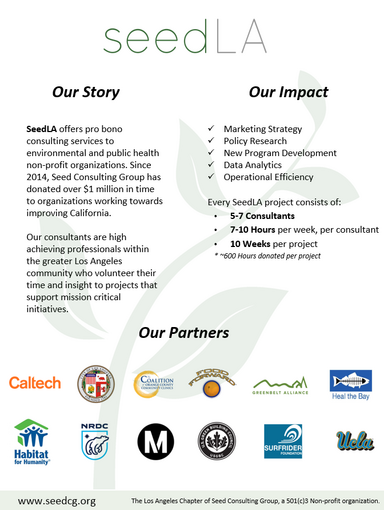 seedLA
Our Story
SeedLA offers pro bono
consulting services to
environmental and public health
non-profit organizations. Since
2014, Seed Consulting Group has
donated over $1 million in time
to organizations working towards
improving California.
Our consultants are high
achieving professionals within
the greater Los Angeles
community who volunteer their
time and insight to projects that
support mission critical
initiatives.
Our Impact
✓ Marketing Strategy
✓ Policy Research
✓ New Program Development
✓ Data Analytics
✓ Operational Efficiency
Every SeedLA project consists of:
• 5-7 Consultants
• 7-10 Hours per week, per consultant
• 10 Weeks per project
* ~600 Hours donated per project
Our Partners
Caltech
COALITION
FOOD
FORWARD
GREENBELT ALLIANCE
Heal the Bay
Habitat
for Humanity®
NRDC
M
USGBC
SURFRIDER
FOUNDATION
Ucla
www.seedcg.org
The Los Angeles Chapter of Seed Consulting Group, a 501(c)3 Non-profit organization.